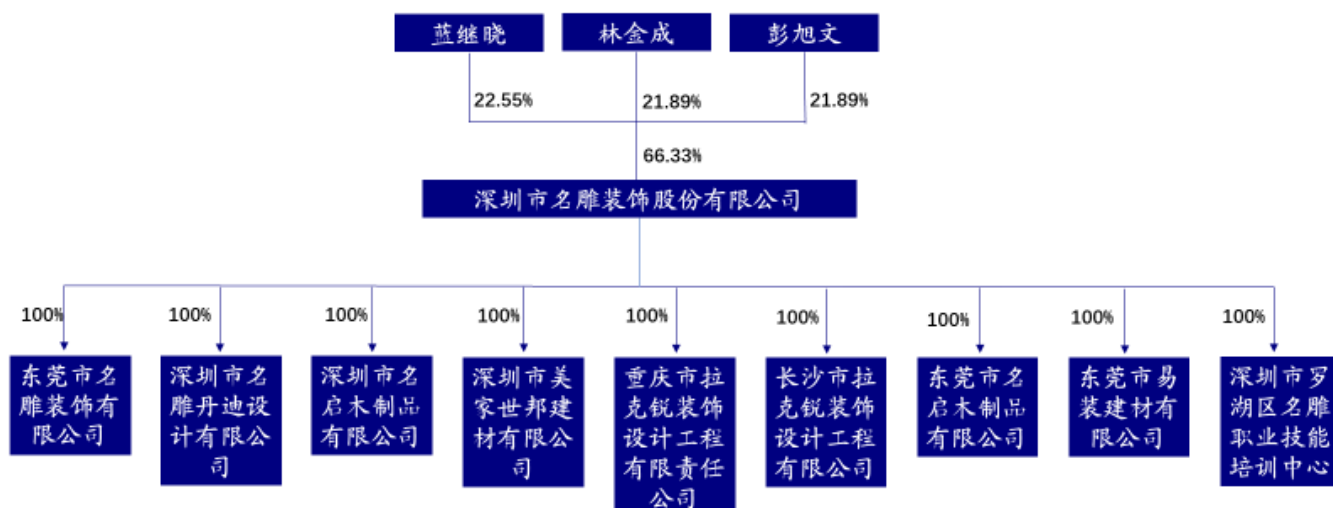 蓝继晓
林金成
彭旭文
22.55%
21.89%
21.89%
66.33%
深圳市名雕装饰股份有限公司
100%
100%
100%
100%
100%
100%
100%
100%
100%
东莞市名
雕装饰有
限公司
深圳市名
雕丹迪设
计有限公
司
深圳市名
启木制品
有限公司
深圳市美
家世邦建
材有限公
司
重庆市拉
克锐装饰
设计工程
有限责任
公司
长沙市拉
克锐装饰
设计工程
有限公司
东莞市名
启木制品
有限公司
东莞市易
装建材有
限公司
深圳市罗
湖区名雕
职业技能
培训中心